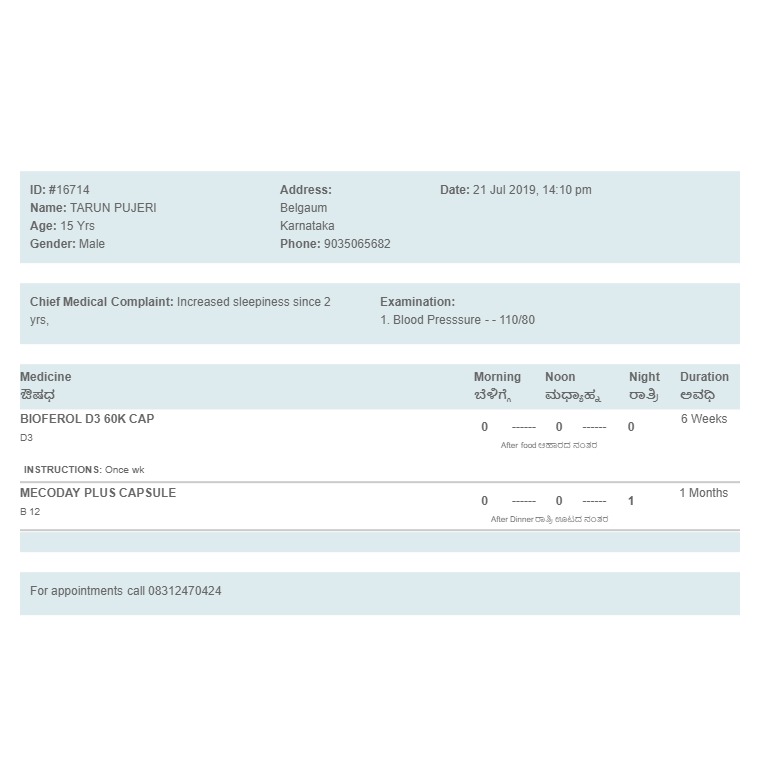 ID: #16714
Name: TARUN PUJERI
Age: 15 Yrs
Gender: Male
Address:
Belgaum
Karnataka
Phone: 9035065682
Date: 21 Jul 2019, 14:10 pm
Chief Medical Complaint: Increased sleepiness since 2
yrs,
Examination:
1. Blood Presssure - - 110/80
Medicine Morning Noon Night Duration
ಔಷಧ ಬೆಳಿಗ್ಗೆ ಮಧ್ಯಾಹ್ನ ರಾತ್ರಿ ಅವಧಿ
BIOFEROL D3 60K CAP 0 ------ 0 ------ 0 6 Weeks
D3
After food ಆಹಾರದ ನಂತರ
INSTRUCTIONS: Once wk
MECODAY PLUS CAPSULE 0 ------ 0 ------ 1 1 Months
B 12
After Dinner ರಾತ್ರಿ ಊಟದ ನಂತರ
For appointments call 08312470424